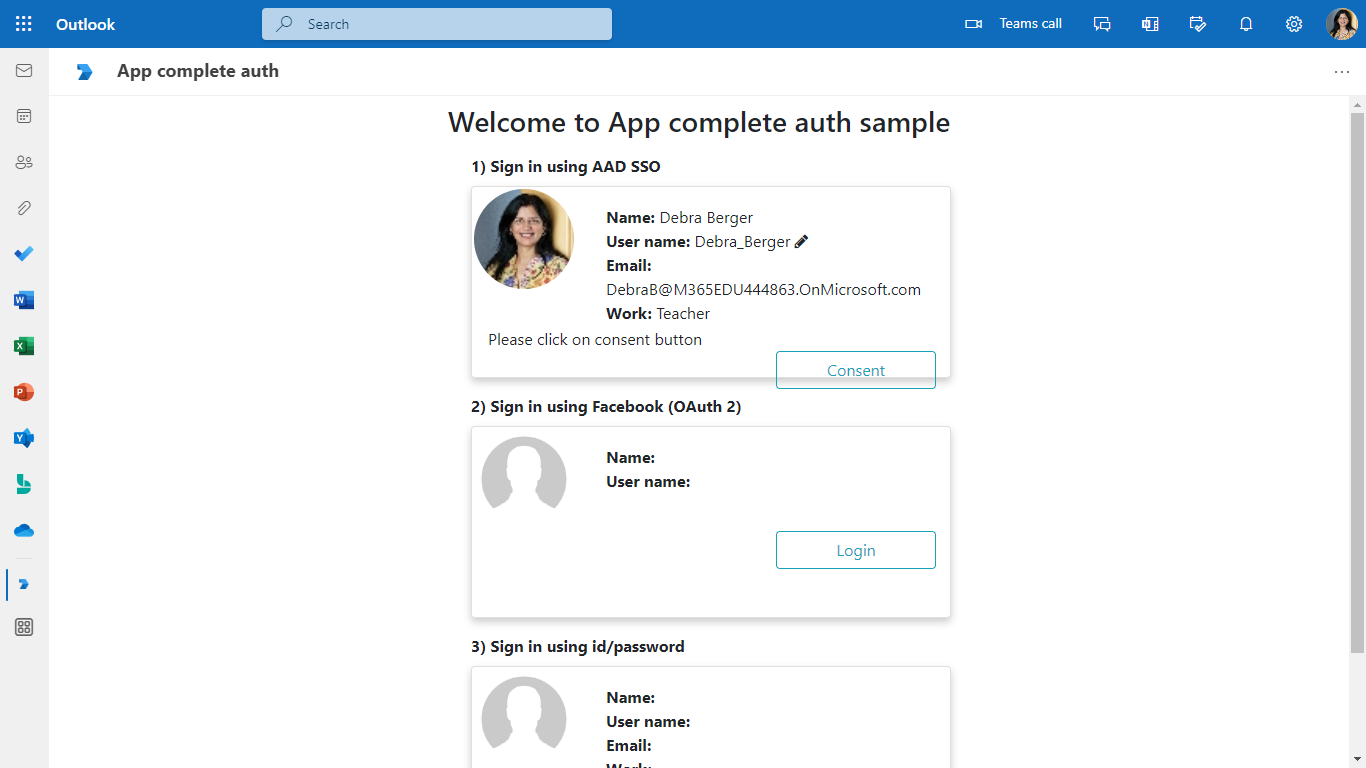 Outlook
Search
Teams call
App complete auth
Welcome to App complete auth sample
1) Sign in using AAD SSO
Name: Debra Berger
User name: Debra_Berger
Email:
DebraB@M365EDU444863.OnMicrosoft.com
Work: Teacher
Please click on consent button
Consent
2) Sign in using Facebook (OAuth 2)
Name:
User name:
Login
3) Sign in using id/password
Name:
User name:
Email:
Work: